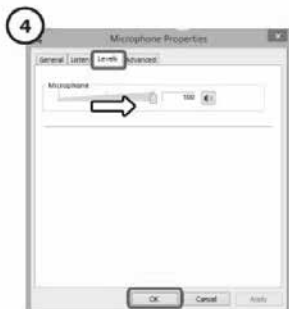 4
Microphone Properties
General Listen Levels Advanced
Microphone
100
OK Cancel Apply